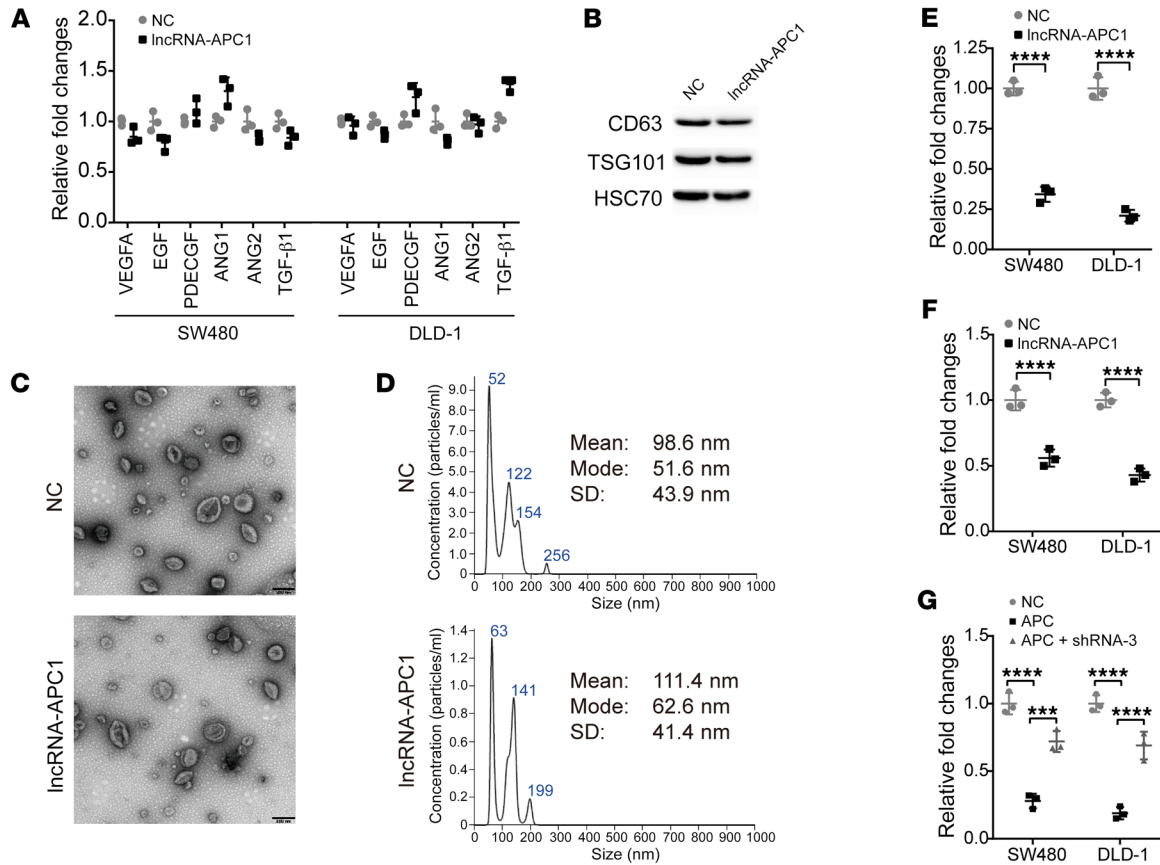 A
Relative fold changes
2.0
1.5
1.0
0.5
0.0
NC
lncRNA-APC1
VEGFA
EGF
PDECGF
ANG1
ANG2
TGF-β1
VEGFA
EGF
PDECGF
ANG1
ANG2
TGF-β1
SW480
DLD-1
B
NC
lncRNA-APC1
CD63
TSG101
HSC70
C
NC
lncRNA-APC1
D
NC
Concentration (particles/ml)
9.0
8.0
7.0
6.0
5.0
4.0
3.0
2.0
1.0
0
52
122
154
256
Mean: 98.6 nm
Mode: 51.6 nm
SD: 43.9 nm
0 100 200 300 400 500 600 700 800 900 1000
Size (nm)
lncRNA-APC1
Concentration (particles/ml)
1.4
1.2
1.0
0.8
0.6
0.4
0.2
0
63
141
199
Mean: 111.4 nm
Mode: 62.6 nm
SD: 41.4 nm
0 100 200 300 400 500 600 700 800 900 1000
Size (nm)
E
NC
lncRNA-APC1
Relative fold changes
1.25
1.00
0.75
0.50
0.25
0.00
**** ****
SW480 DLD-1
F
NC
lncRNA-APC1
Relative fold changes
1.5
1.0
0.5
0.0
**** ****
SW480 DLD-1
G
NC
APC
APC + shRNA-3
Relative fold changes
1.5
1.0
0.5
0.0
**** ****
*** ****
SW480 DLD-1